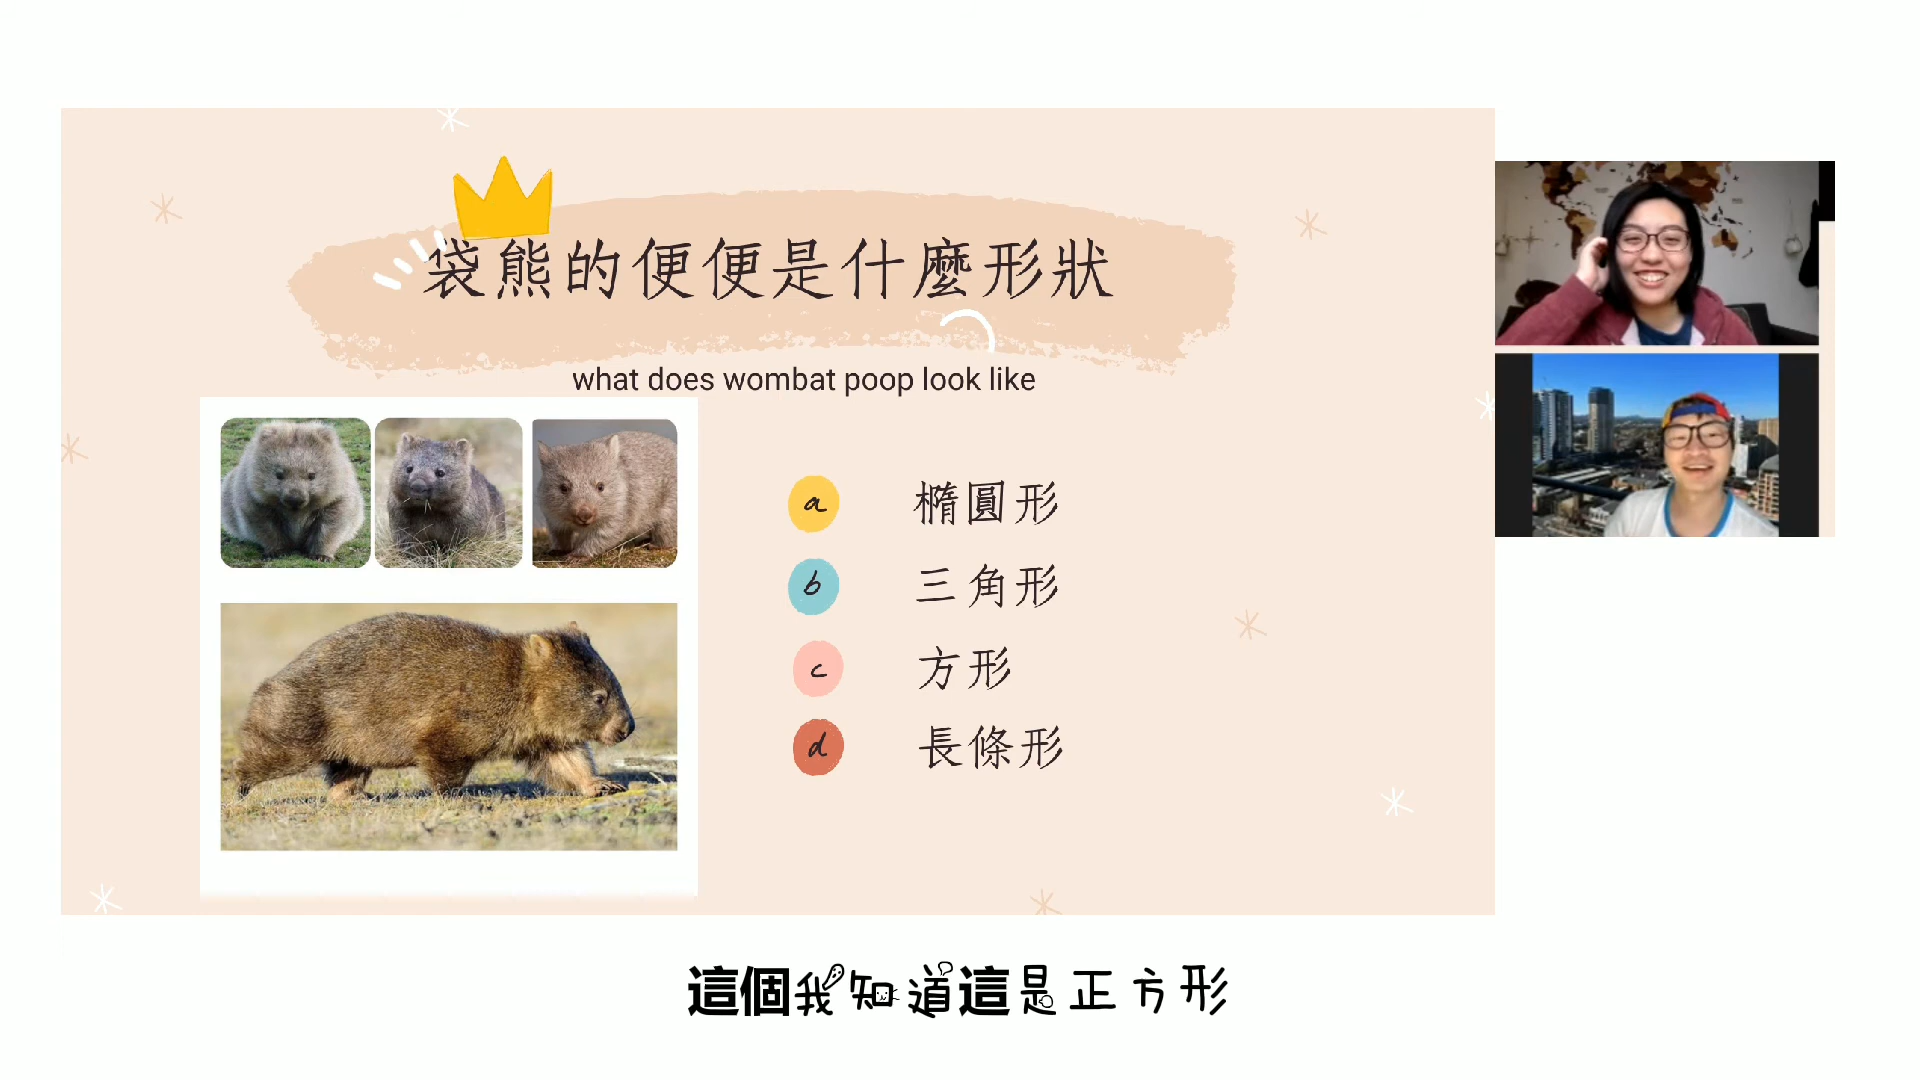 袋熊的便便是什麼形狀
what does wombat poop look like
a 橢圓形
b 三角形
c 方形
d 長條形
這個我知道這是正方形